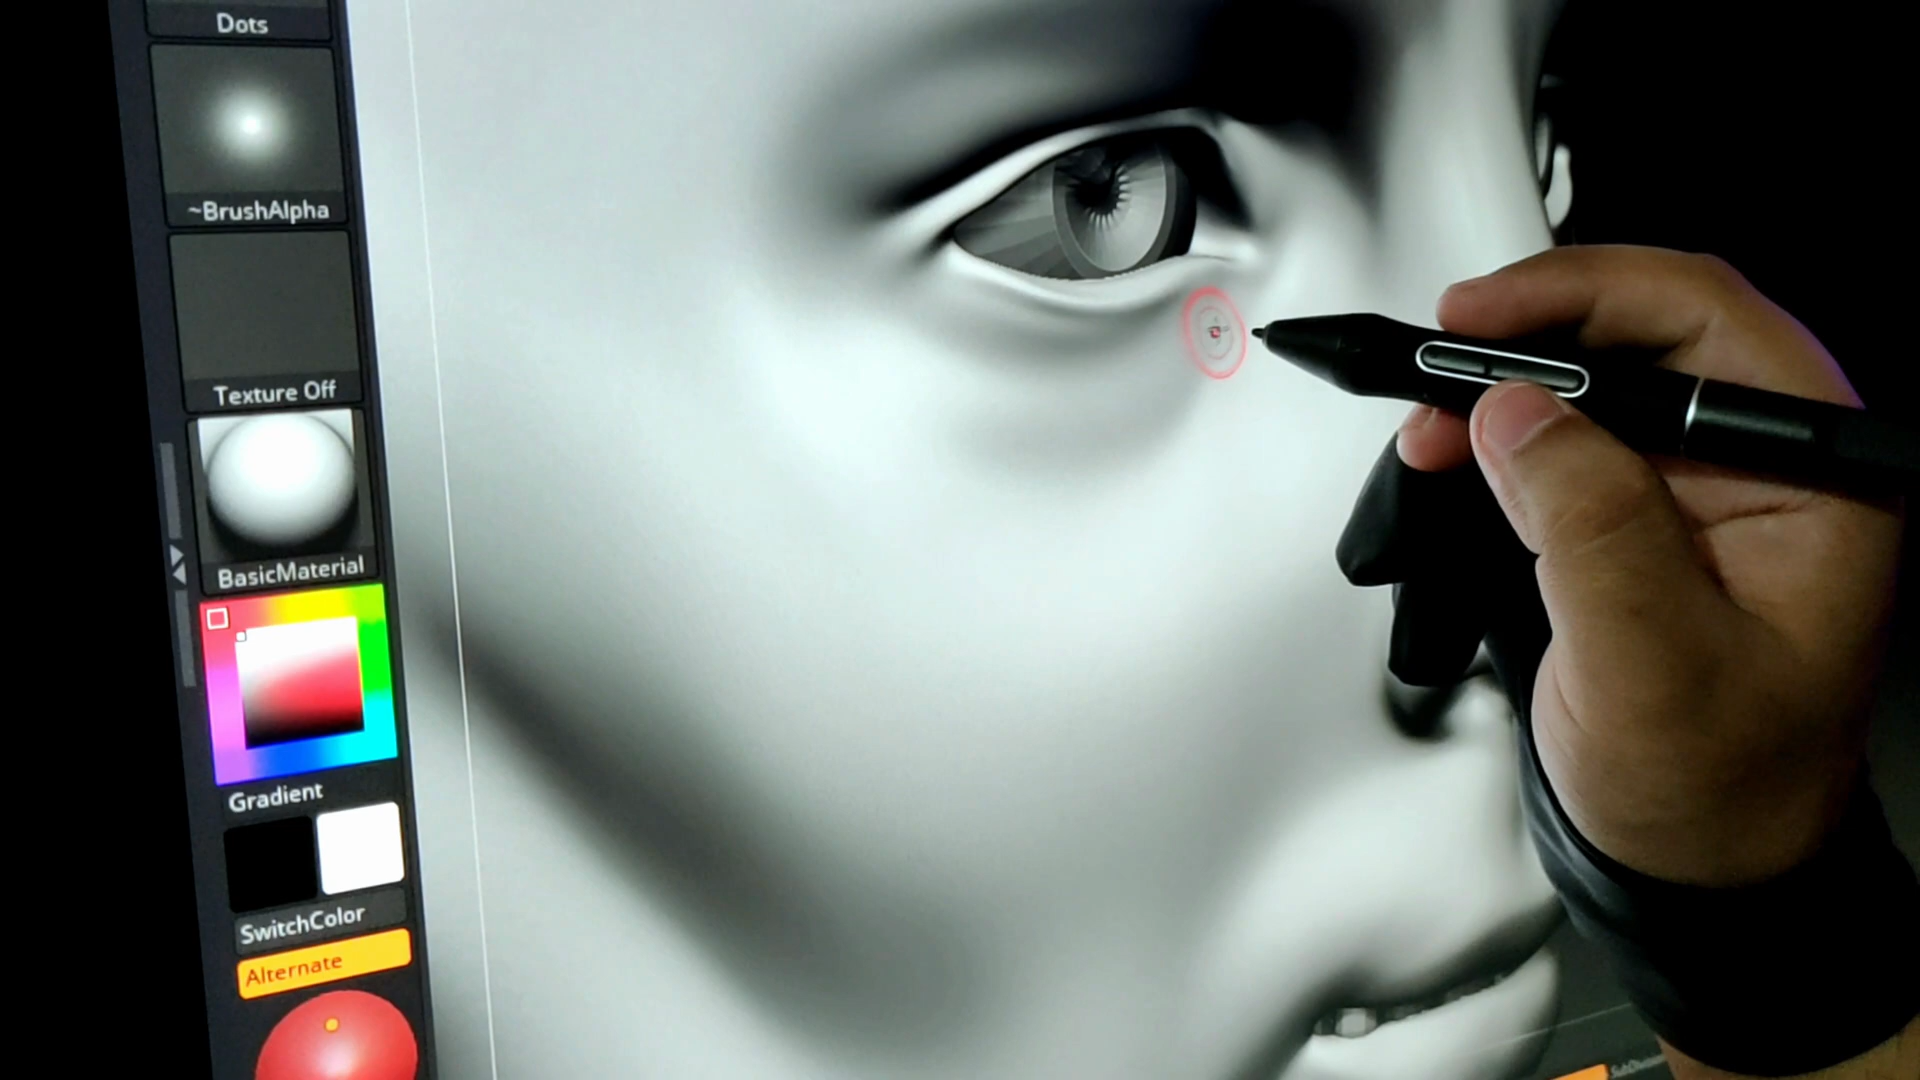 Dots
~BrushAlpha
Texture Off
BasicMaterial
Gradient
SwitchColor
Alternate